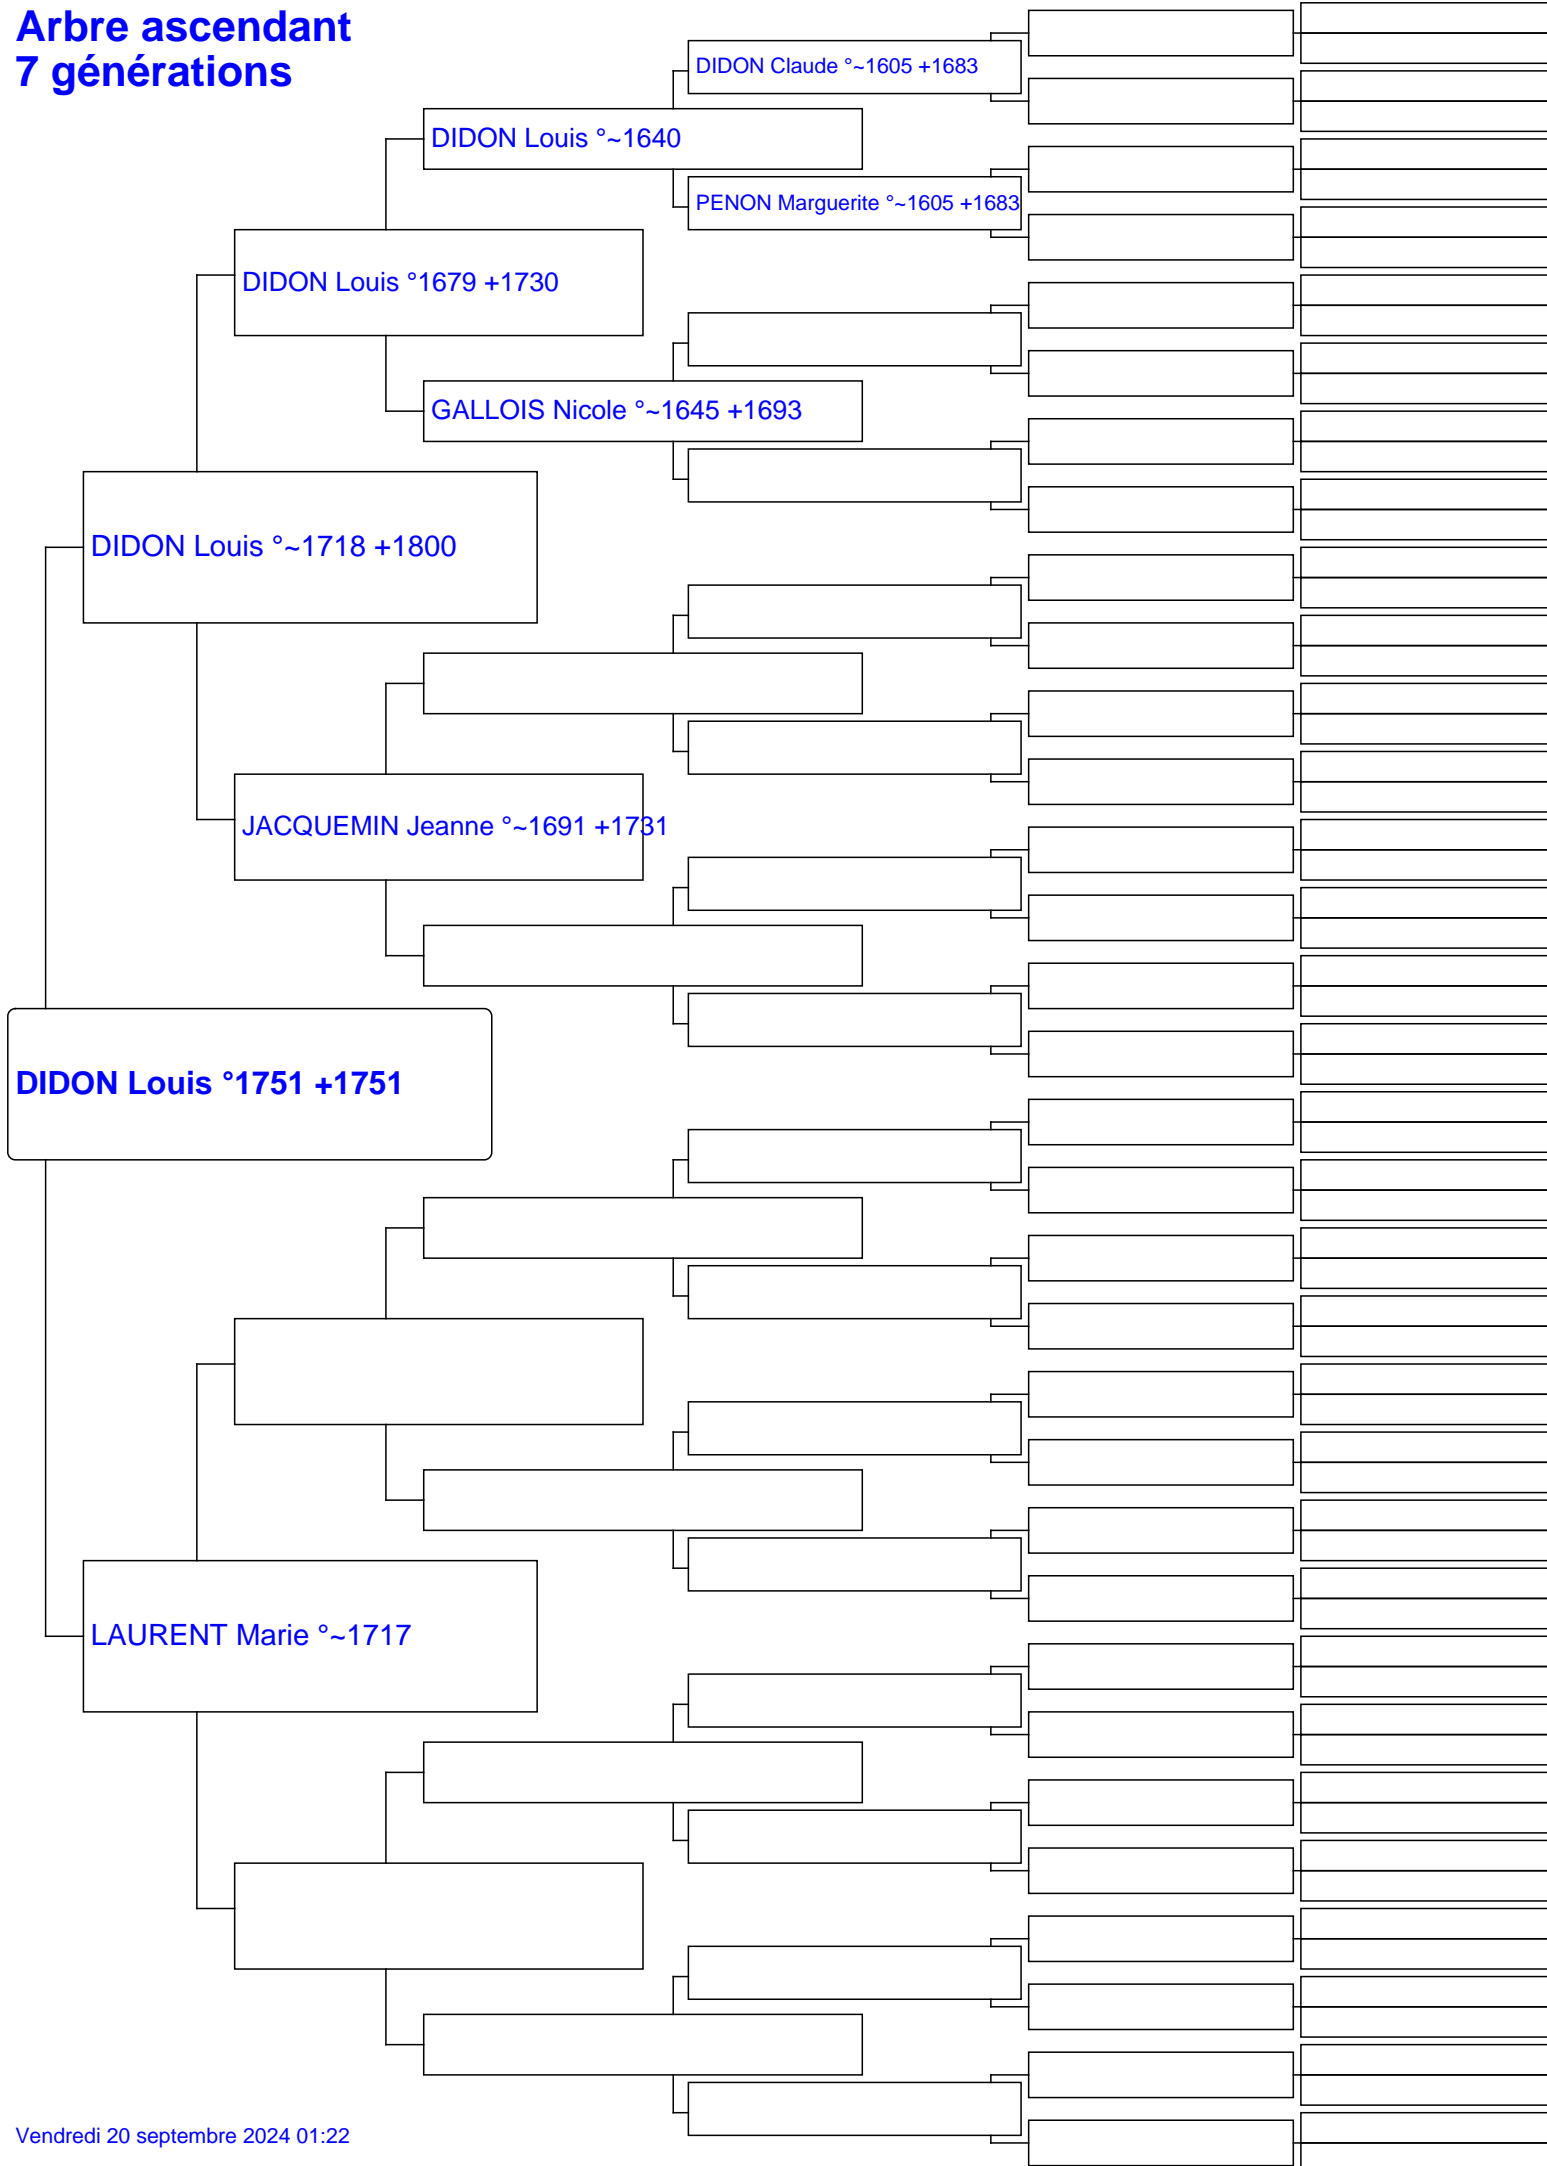 Arbre ascendant
7 générations
DIDON Claude °~1605 +1683
DIDON Louis °~1640
PENON Marguerite °~1605 +1683
DIDON Louis °1679 +1730
GALLOIS Nicole °~1645 +1693
DIDON Louis °~1718 +1800
JACQUEMIN Jeanne °~1691 +1731
DIDON Louis °1751 +1751
LAURENT Marie °~1717
Vendredi 20 septembre 2024 01:22